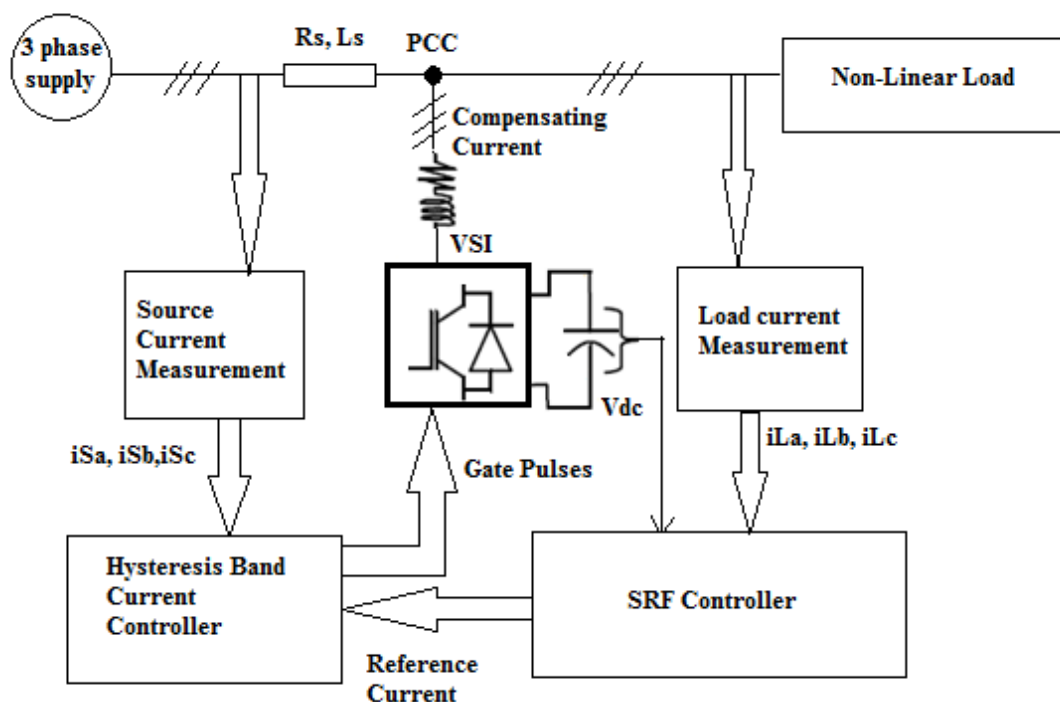 3 phase
supply
Rs, Ls
PCC
Non-Linear Load
Compensating
Current
VSI
Source
Current
Measurement
Load current
Measurement
Vdc
iSa, iSb,iSc
Gate Pulses
iLa, iLb, iLc
Hysteresis Band
Current
Controller
SRF Controller
Reference
Current